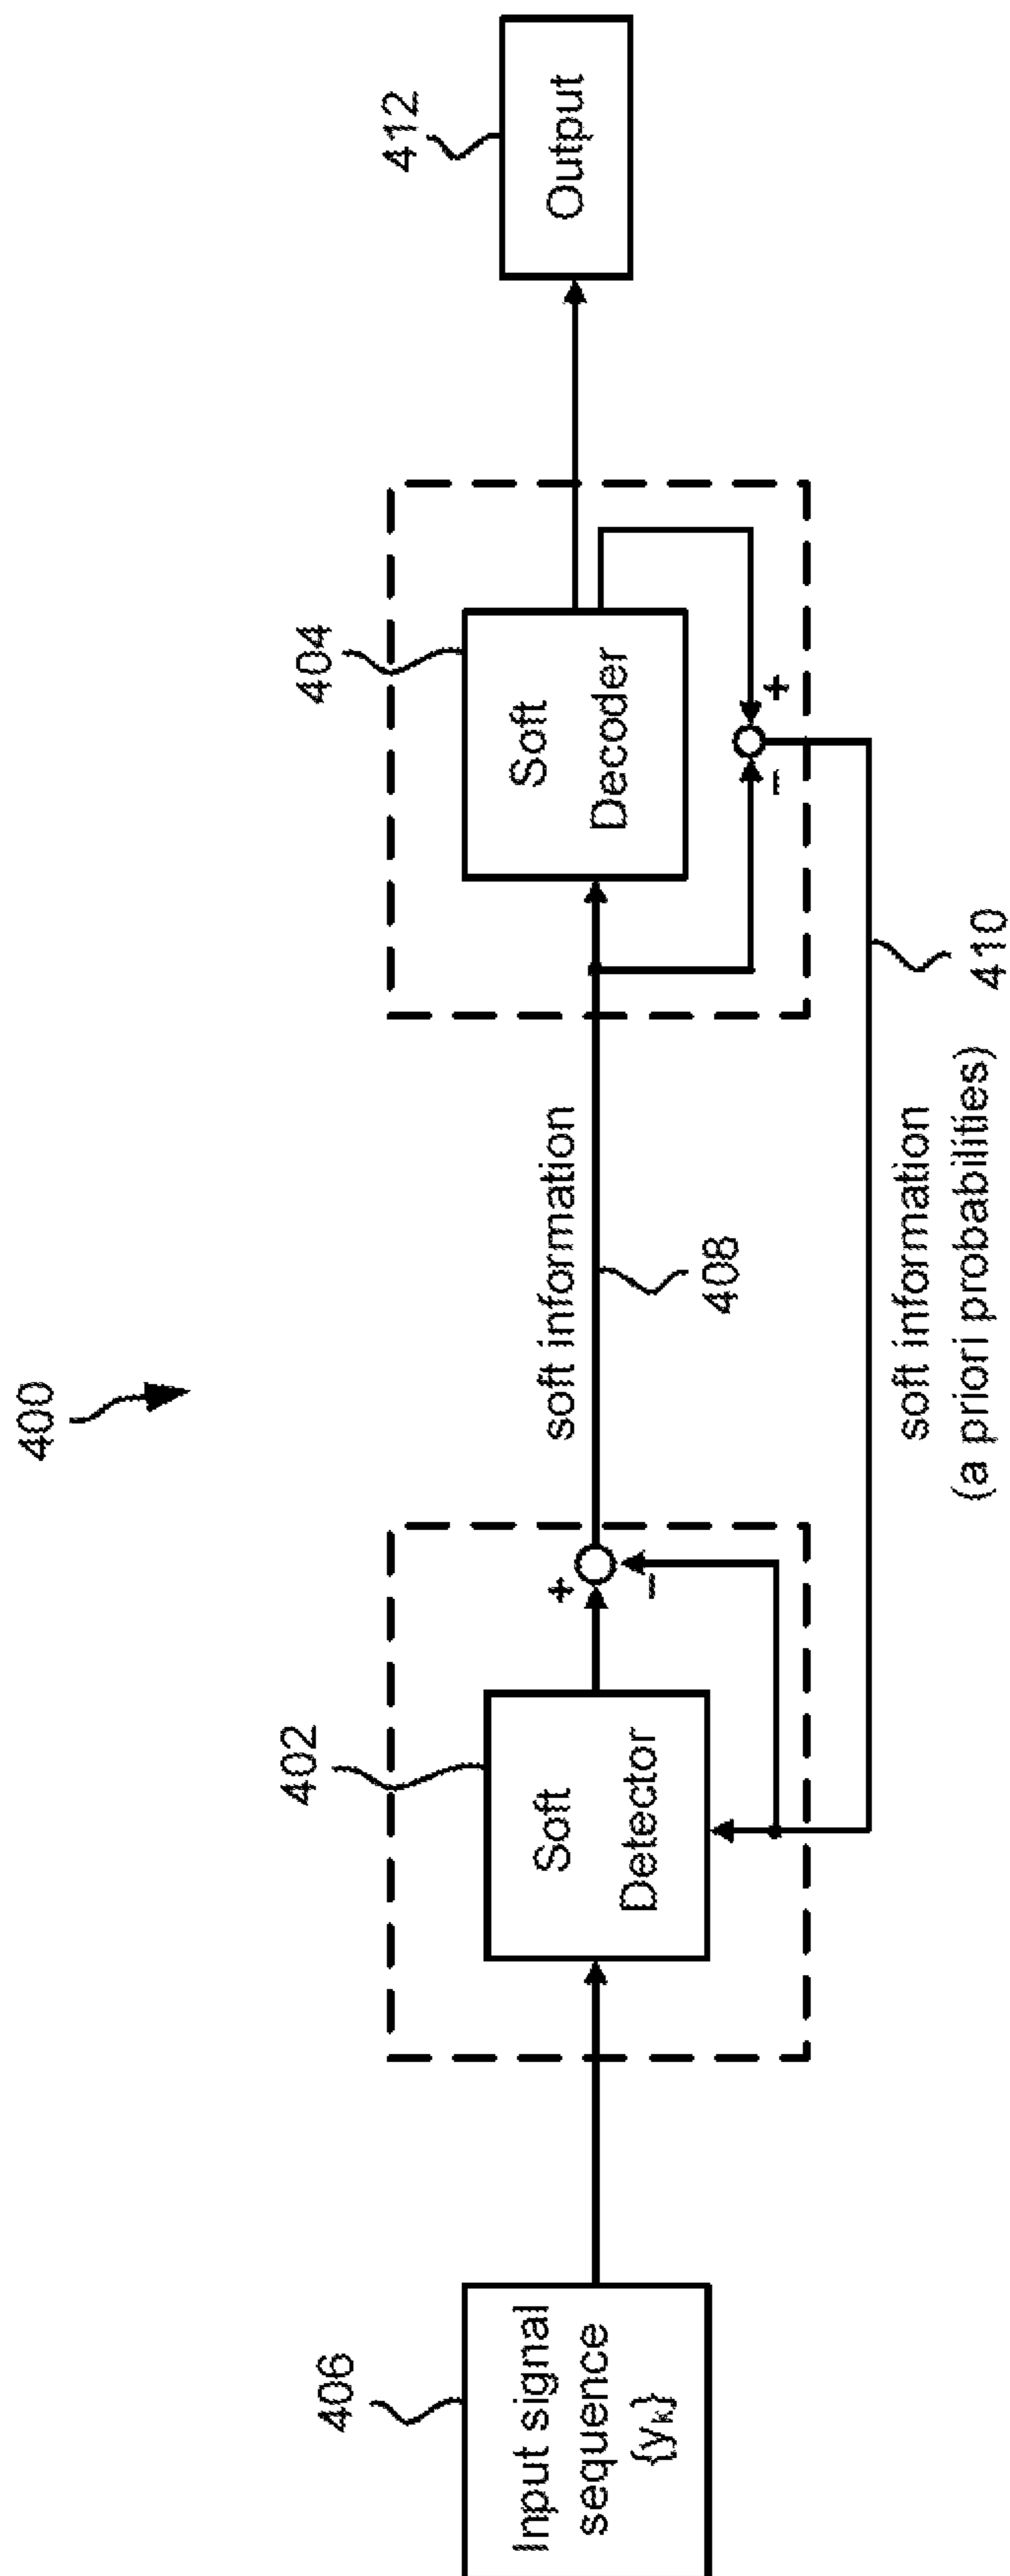 400
406
Input signal
sequence
{yₖ}
402
Soft
Detector
+
−
soft information
408
404
Soft
Decoder
−
+
soft information
(a priori probabilities)
410
412
Output